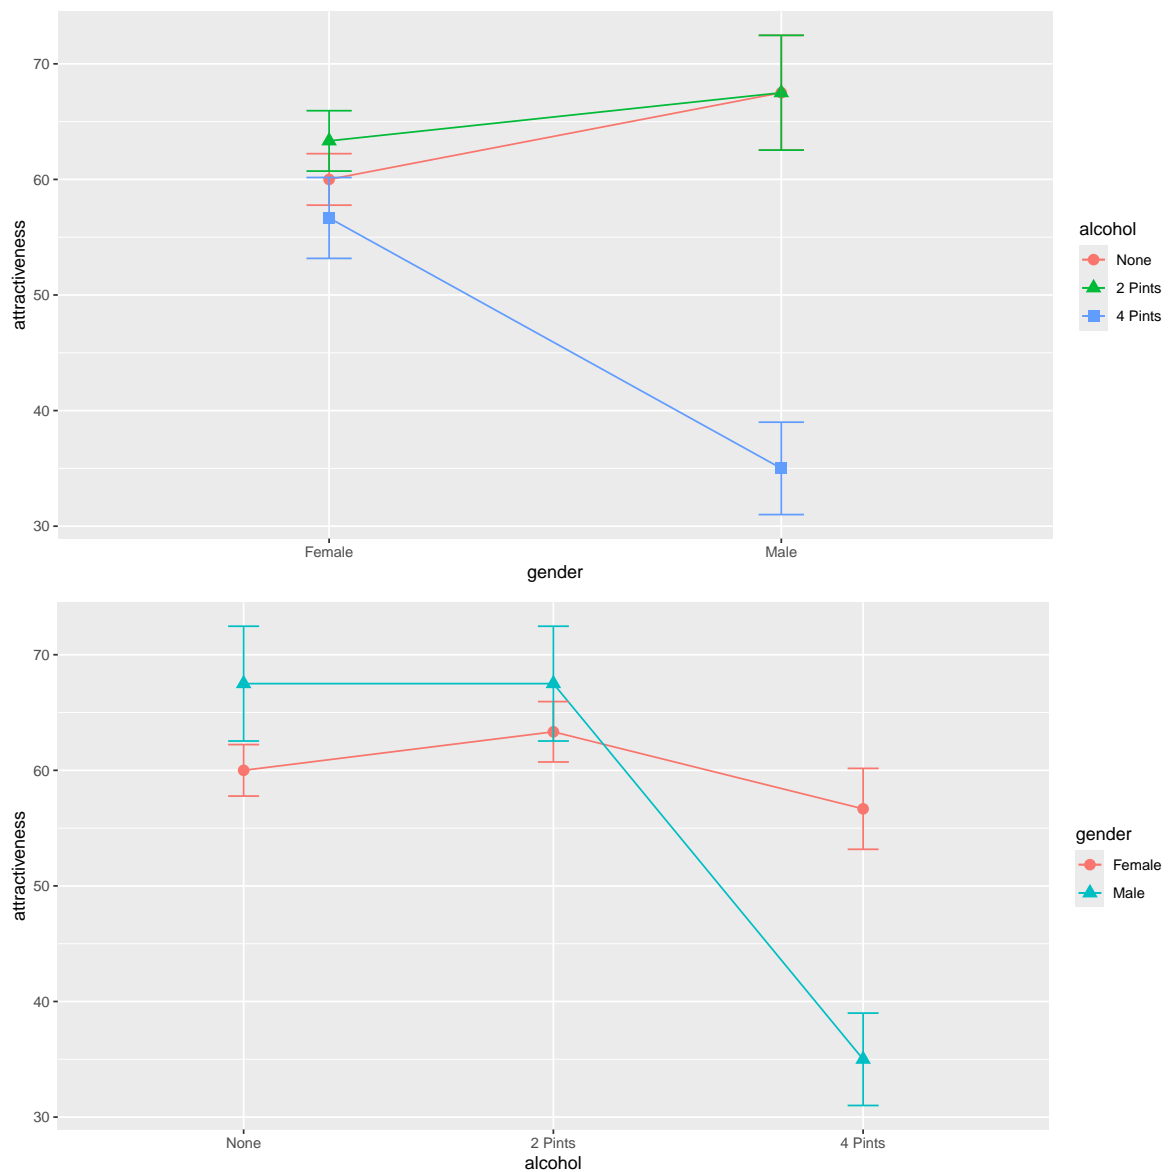 70
60
50
40
30
attractiveness
Female Male
gender
alcohol
None
2 Pints
4 Pints
70
60
50
40
30
attractiveness
None 2 Pints 4 Pints
alcohol
gender
Female
Male